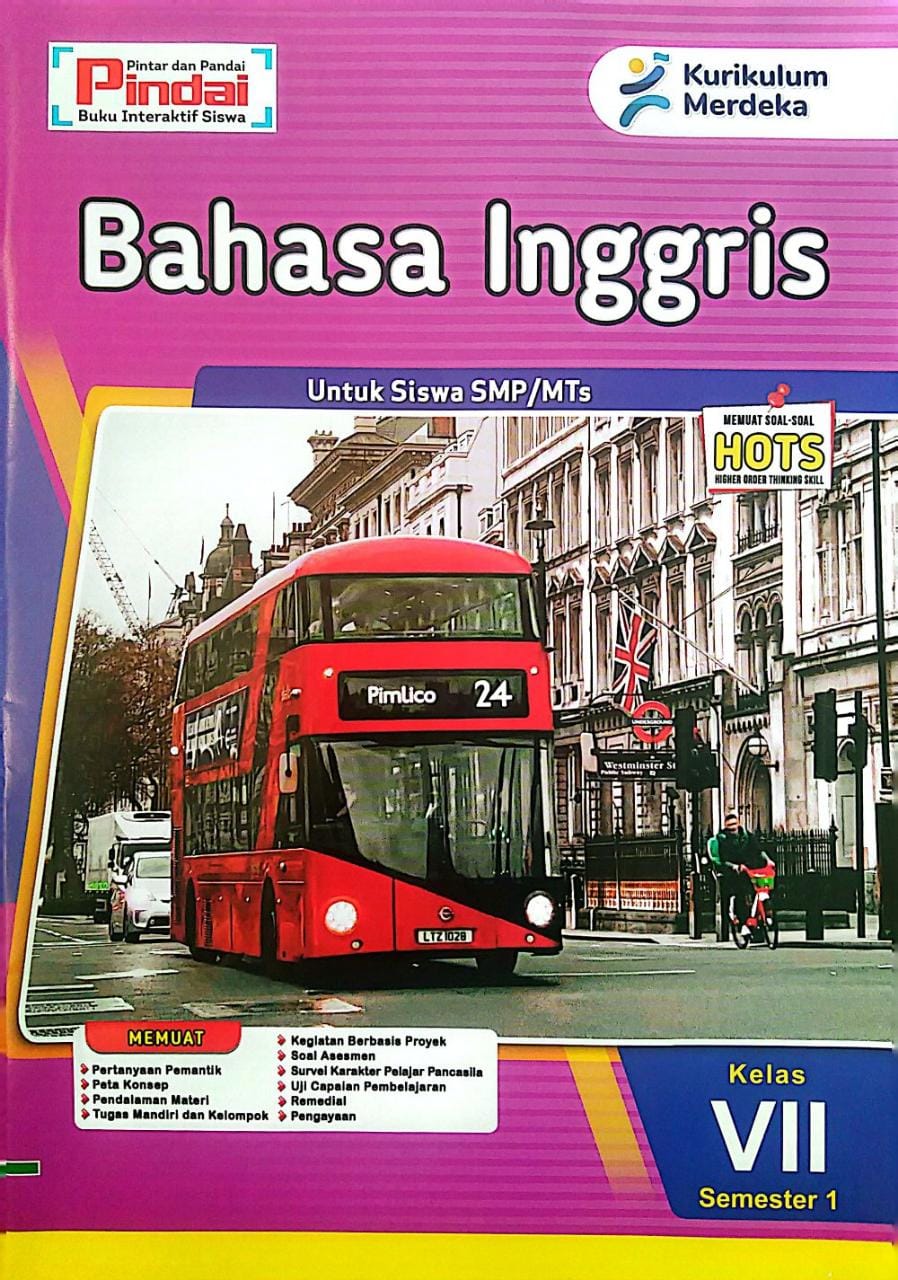 Pintar dan Pandai
Pindai
Buku Interaktif Siswa
Kurikulum
Merdeka
Bahasa Inggris
Untuk Siswa SMP/MTs
MEMUAT SOAL-SOAL
HOTS
HIGHER ORDER THINKING SKILL
Pimlico 24
UNDERGROUND
Westminster St
Public Subway
LTZ 1028
MEMUAT
Pertanyaan Pemantik
Peta Konsep
Pendalaman Materi
Tugas Mandiri dan Kelompok
Kegiatan Berbasis Proyek
Soal Asesmen
Survei Karakter Pelajar Pancasila
Uji Capaian Pembelajaran
Remedial
Pengayaan
Kelas
VII
Semester 1